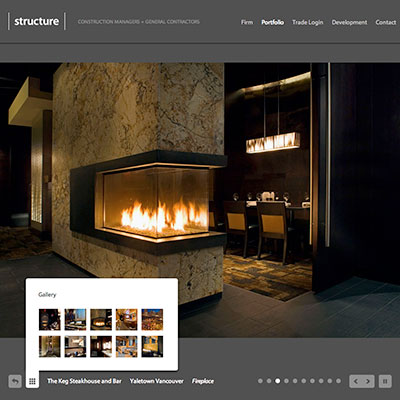 structure CONSTRUCTION MANAGERS + GENERAL CONTRACTORS Firm Portfolio Trade Login Development Contact
Gallery
The Keg Steakhouse and Bar Yaletown Vancouver Fireplace